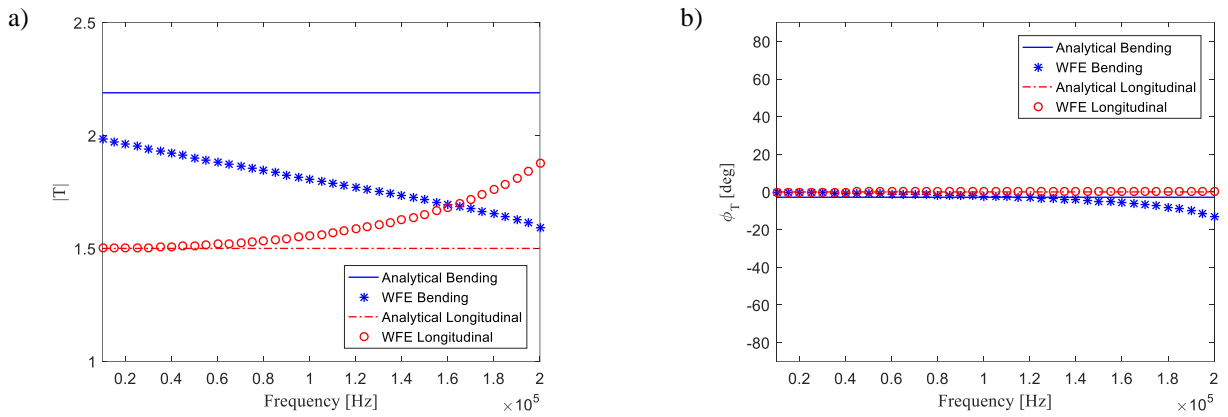 a)
|T|
2.5
2
1.5
1
Analytical Bending
WFE Bending
Analytical Longitudinal
WFE Longitudinal
0.2 0.4 0.6 0.8 1 1.2 1.4 1.6 1.8 2
Frequency [Hz]
×10^5
b)
ϕ_T [deg]
80
60
40
20
0
-20
-40
-60
-80
Analytical Bending
WFE Bending
Analytical Longitudinal
WFE Longitudinal
0.2 0.4 0.6 0.8 1 1.2 1.4 1.6 1.8 2
Frequency [Hz]
×10^5